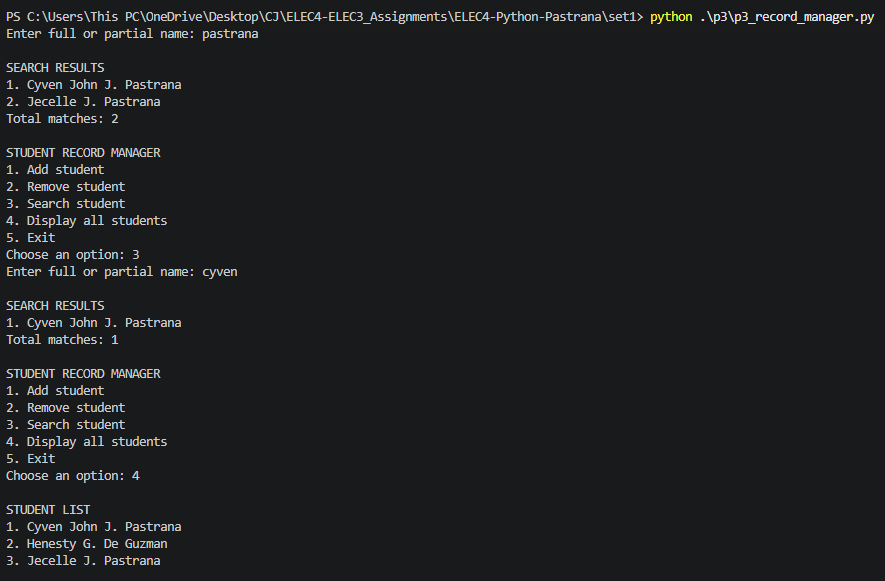 PS C:\Users\This PC\OneDrive\Desktop\CJ\ELEC4-ELEC3_Assignments\ELEC4-Python-Pastrana\set1> python .\p3\p3_record_manager.py
Enter full or partial name: pastrana

SEARCH RESULTS
1. Cyven John J. Pastrana
2. Jecelle J. Pastrana
Total matches: 2

STUDENT RECORD MANAGER
1. Add student
2. Remove student
3. Search student
4. Display all students
5. Exit
Choose an option: 3
Enter full or partial name: cyven

SEARCH RESULTS
1. Cyven John J. Pastrana
Total matches: 1

STUDENT RECORD MANAGER
1. Add student
2. Remove student
3. Search student
4. Display all students
5. Exit
Choose an option: 4

STUDENT LIST
1. Cyven John J. Pastrana
2. Henesty G. De Guzman
3. Jecelle J. Pastrana